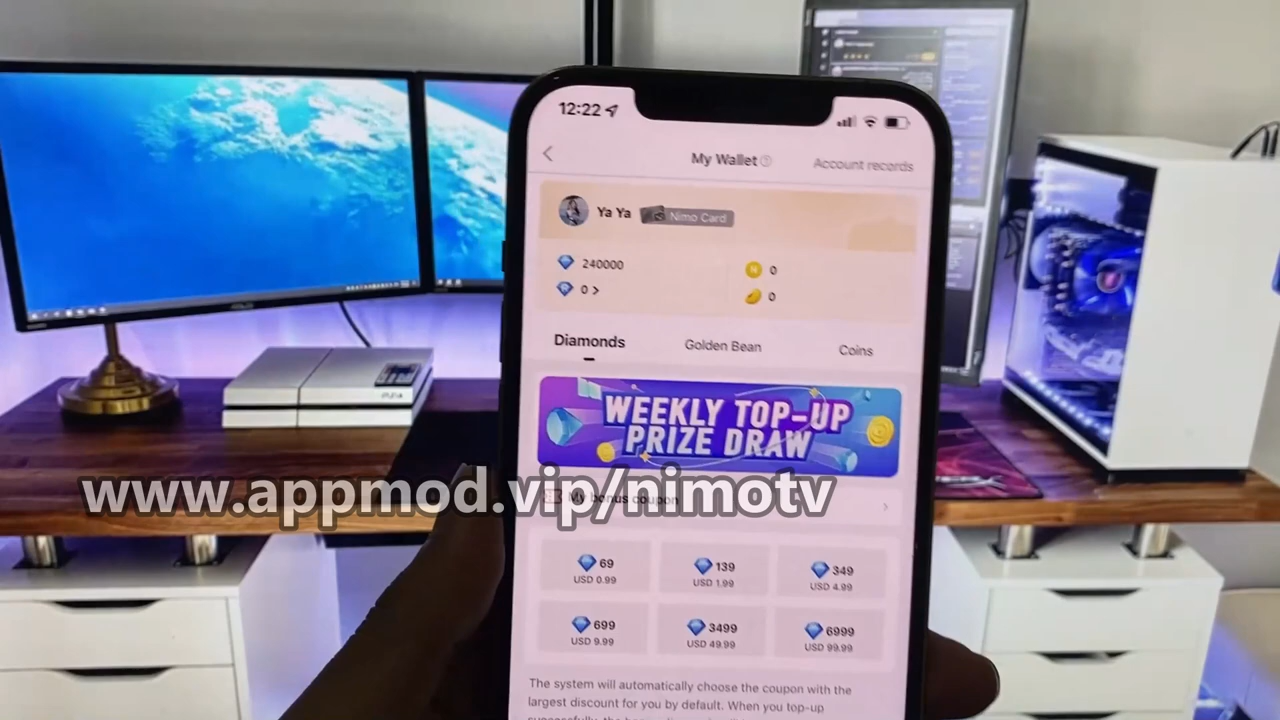 12:22
My Wallet
Account records
Ya Ya
Nimo Card
240000
0
0 >
0
Diamonds
Golden Bean
Coins
WEEKLY TOP-UP
PRIZE DRAW
www.appmod.vip/nimotv
My bonus coupon
69
USD 0.99
139
USD 1.99
349
USD 4.99
699
USD 9.99
3499
USD 49.99
6999
USD 99.99
The system will automatically choose the coupon with the
largest discount for you by default. When you top-up